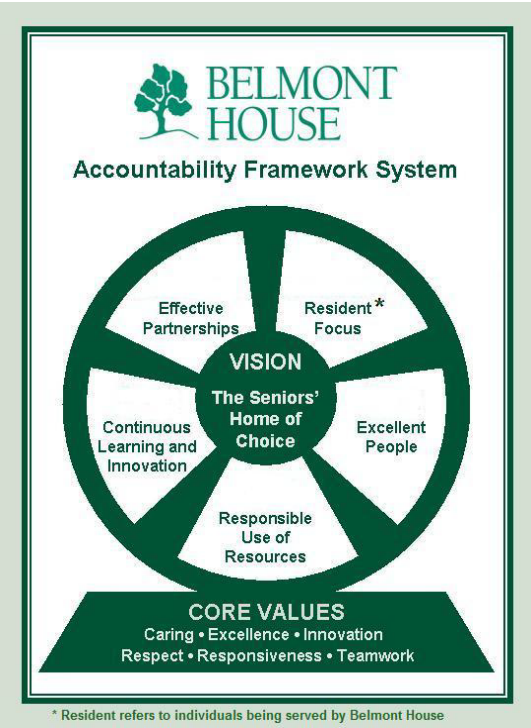 BELMONT
HOUSE
Accountability Framework System
Effective
Partnerships
Resident*
Focus
VISION
The Seniors'
Home of
Choice
Continuous
Learning and
Innovation
Excellent
People
Responsible
Use of
Resources
CORE VALUES
Caring • Excellence • Innovation
Respect • Responsiveness • Teamwork
* Resident refers to individuals being served by Belmont House